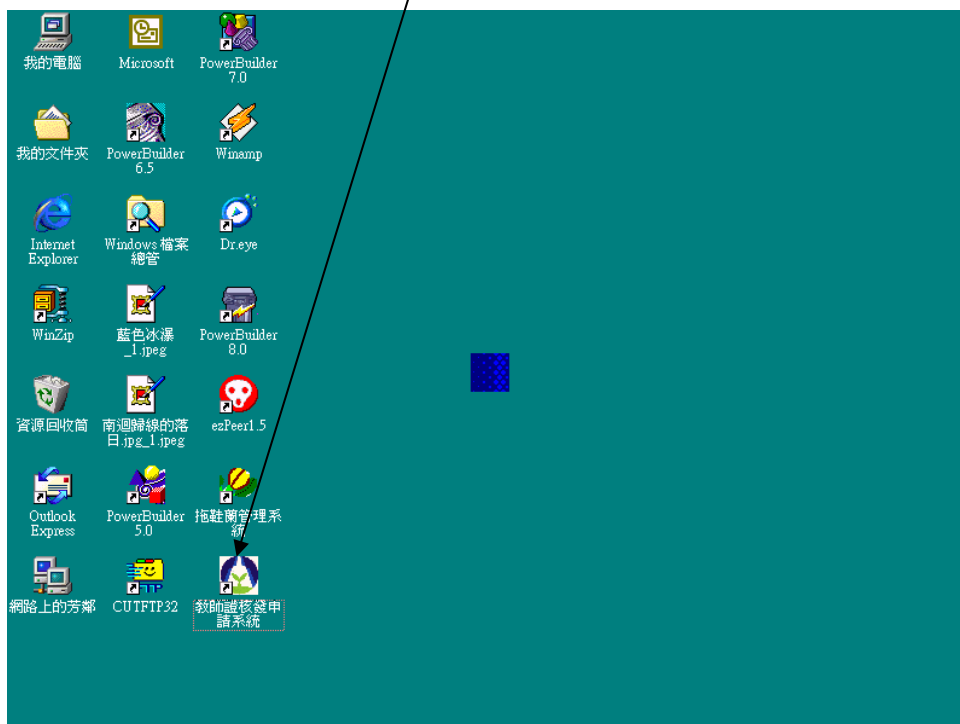 我的電腦
Microsoft
PowerBuilder
7.0
我的文件夾
PowerBuilder
6.5
Winamp
Internet
Explorer
Windows 檔案
總管
Dr.eye
WinZip
藍色冰瀑
_1.jpeg
PowerBuilder
8.0
資源回收筒
南迴歸線的落
日.jpg_1.jpeg
ezPeer1.5
Outlook
Express
PowerBuilder
5.0
拖鞋蘭管理系
統
網路上的芳鄰
CUTFTP32
教師證核發申
請系統